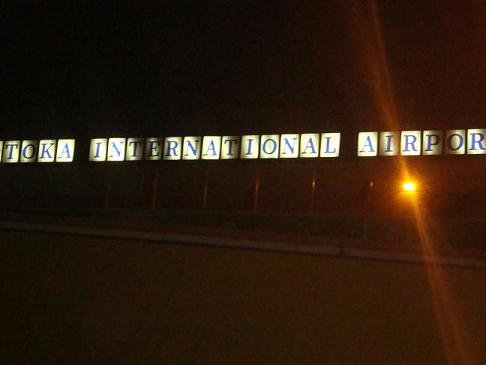 TOKA INTERNATIONAL AIRPOR